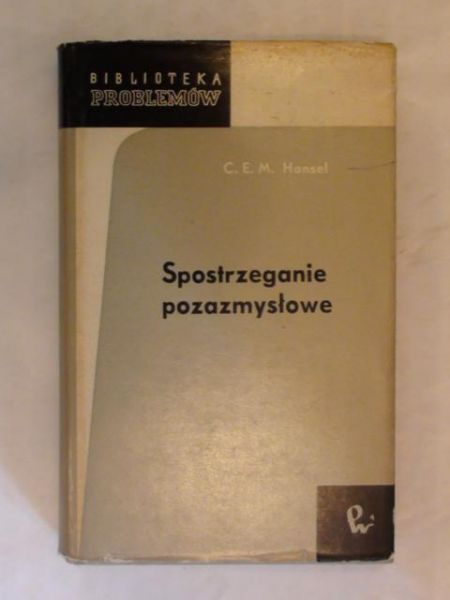 BIBLIOTEKA
PROBLEMÓW
C. E. M. Hansel
Spostrzeganie
pozazmysłowe